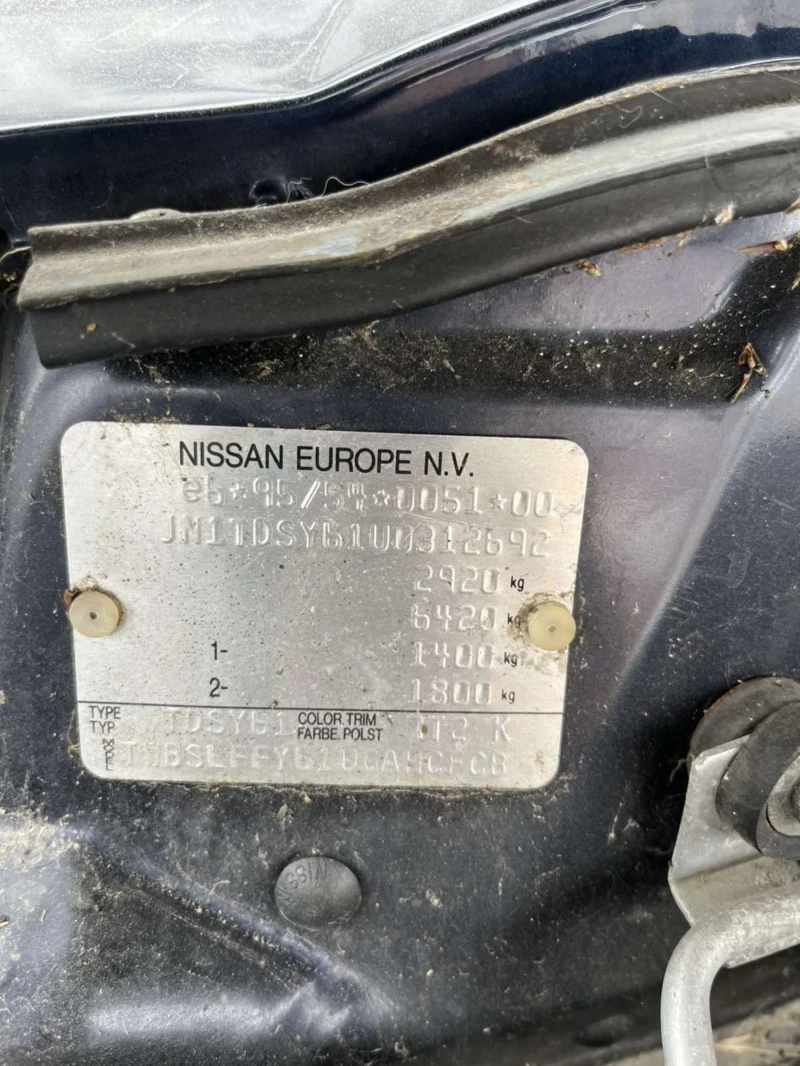 NISSAN EUROPE N.V.
e6*95/54*0051*00
JN1TDSY61U0312692
2920 kg
6420 kg
1- 1400 kg
2- 1800 kg
TYPE TYP TDSY61 COLOR.TRIM FARBE.POLST K
MODELE